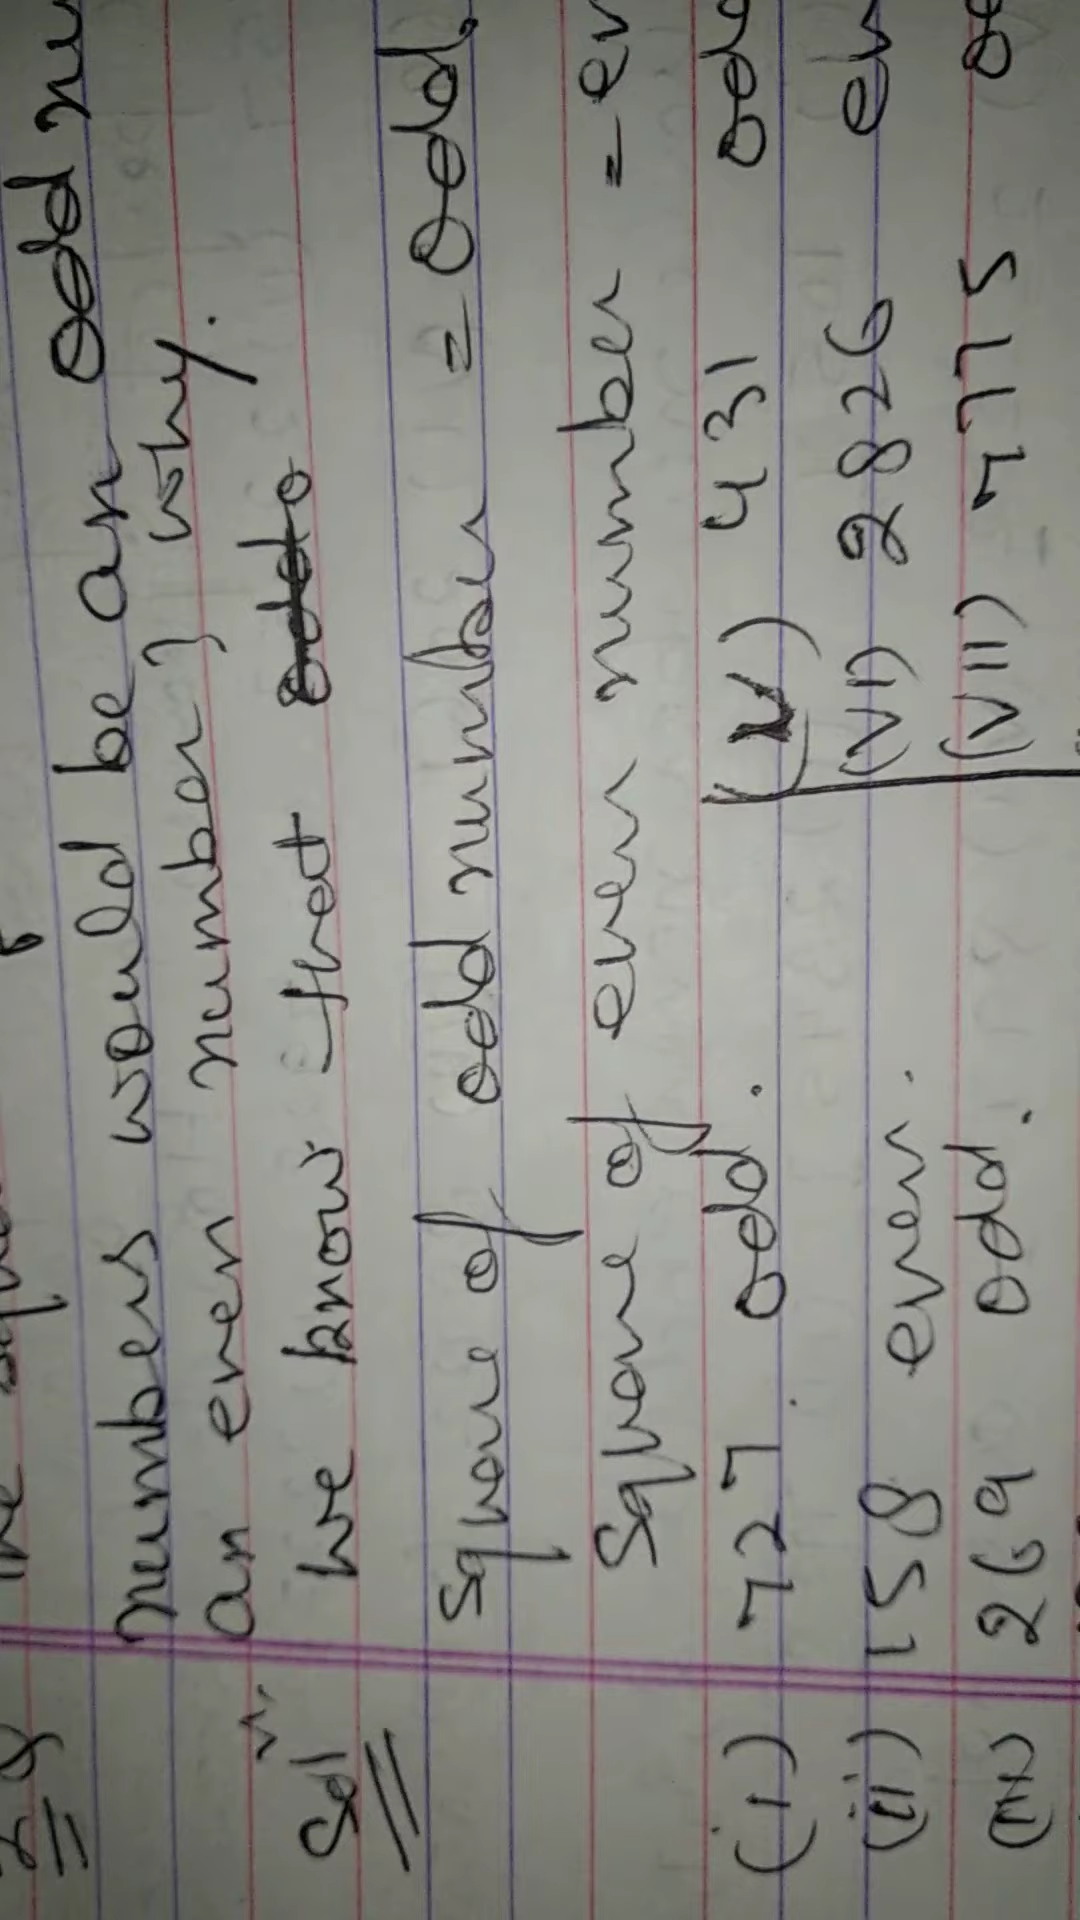 numbers would be an odd nu
an even number? why.
Solⁿ. we know that
Square of odd number = odd.
Square of even number = ev
(i) 727 odd. (V) 431 odd
(ii) 158 even. (VI) 2826 ev
(iii) 269 odd. (VII) 7775 o